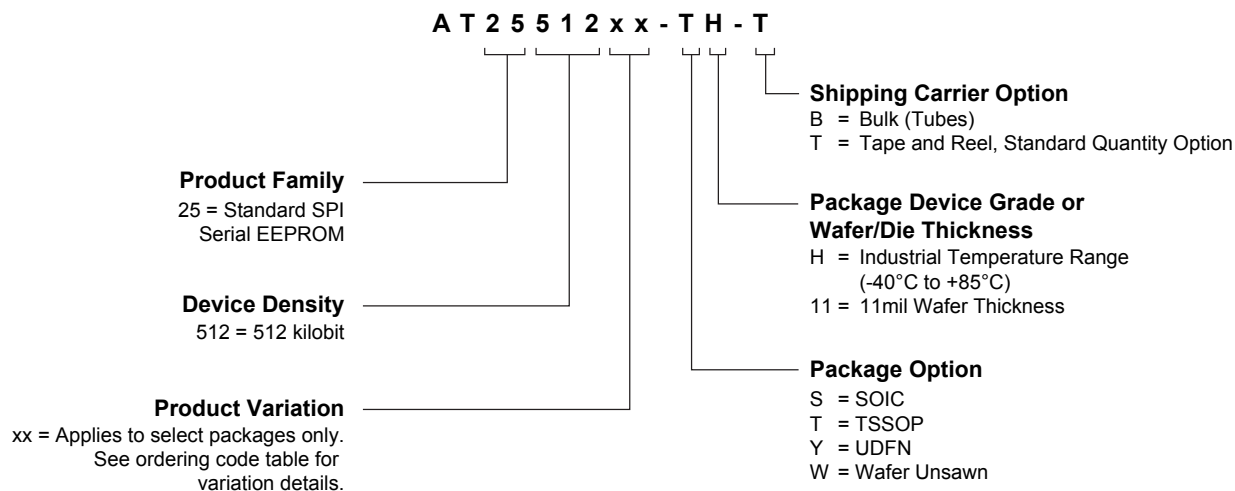 A T 2 5 5 1 2 x x - T H - T
Product Family
25 = Standard SPI
Serial EEPROM
Device Density
512 = 512 kilobit
Product Variation
xx = Applies to select packages only.
See ordering code table for
variation details.
Shipping Carrier Option
B = Bulk (Tubes)
T = Tape and Reel, Standard Quantity Option
Package Device Grade or
Wafer/Die Thickness
H = Industrial Temperature Range
(-40°C to +85°C)
11 = 11mil Wafer Thickness
Package Option
S = SOIC
T = TSSOP
Y = UDFN
W = Wafer Unsawn